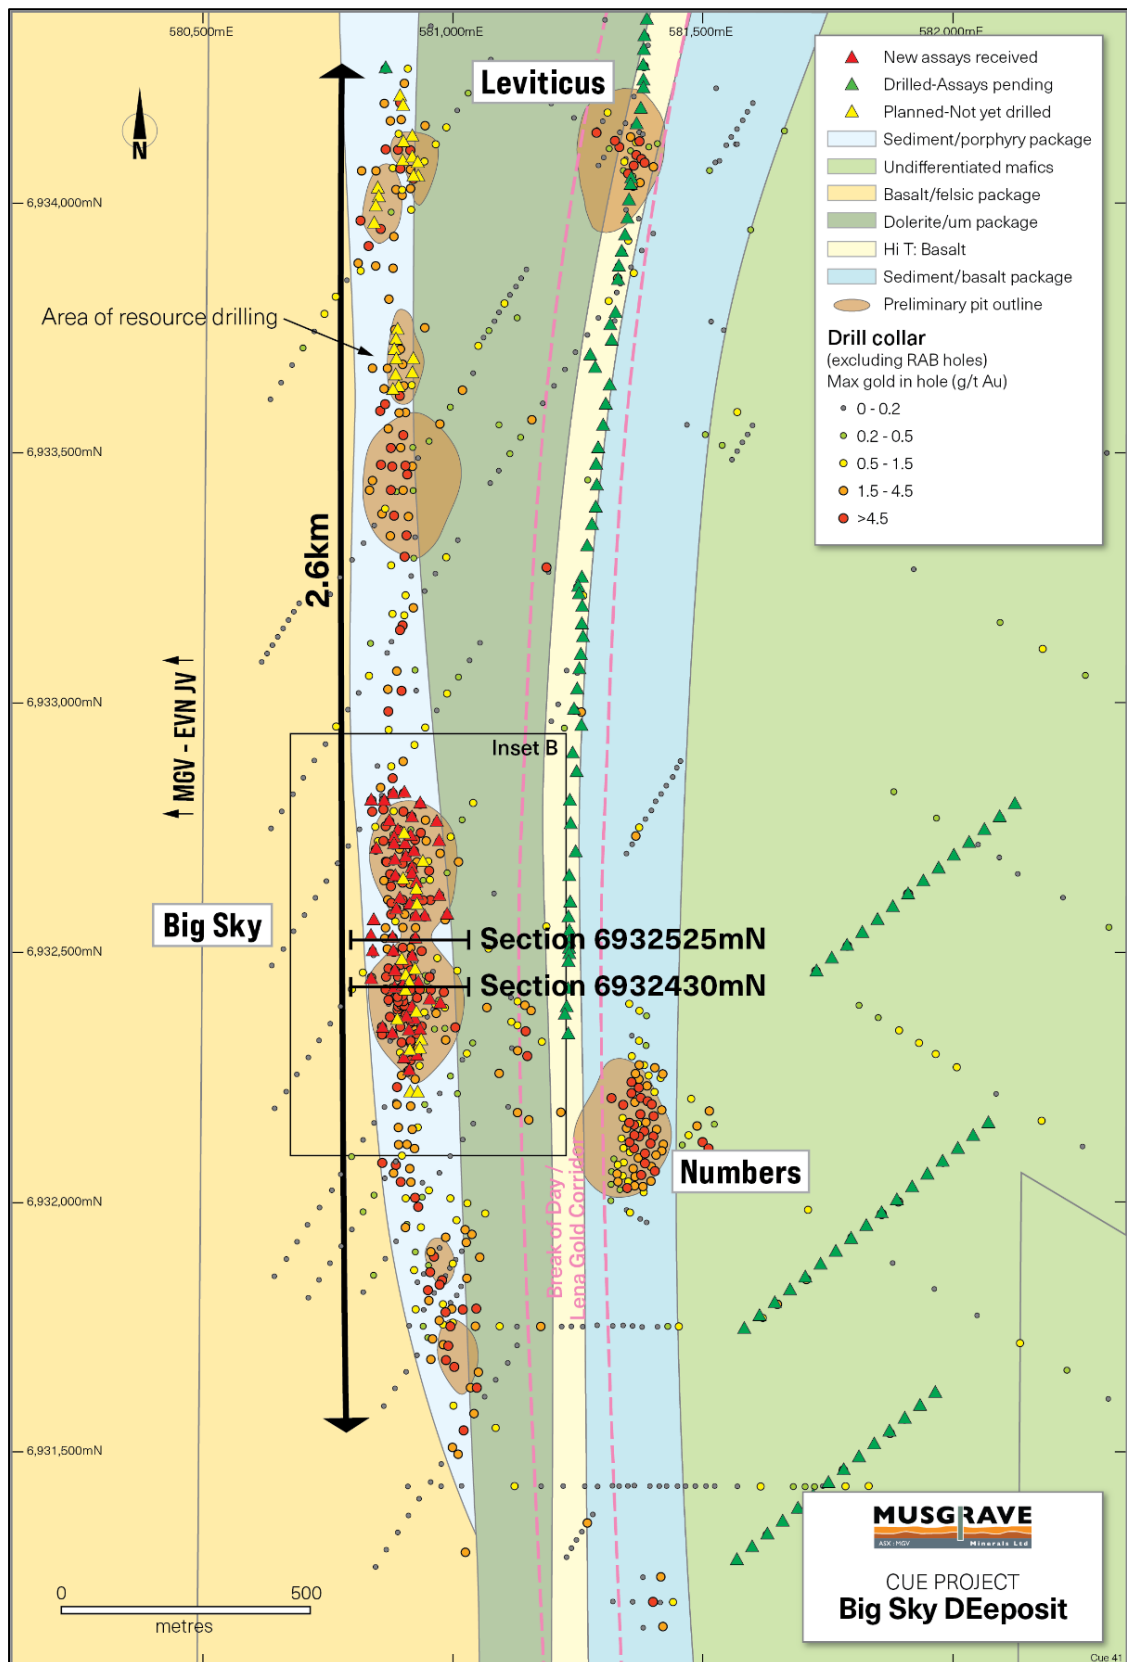 580,500mE
581,000mE
581,500mE
582,000mE
Leviticus
New assays received
Drilled-Assays pending
Planned-Not yet drilled
Sediment/porphyry package
Undifferentiated mafics
Basalt/felsic package
Dolerite/um package
Hi T: Basalt
Sediment/basalt package
Preliminary pit outline
Drill collar
(excluding RAB holes)
Max gold in hole (g/t Au)
0 - 0.2
0.2 - 0.5
0.5 - 1.5
1.5 - 4.5
>4.5
N
6,934,000mN
Area of resource drilling
6,933,500mN
2.6km
MGV - EVN JV
6,933,000mN
Inset B
Big Sky
Section 6932525mN
6,932,500mN
Section 6932430mN
Numbers
Break of Day /
Lena Gold Corridor
6,932,000mN
6,931,500mN
0 500
metres
MUSGRAVE
ASX : MGV Minerals Ltd
CUE PROJECT
Big Sky DEeposit
Cue 41